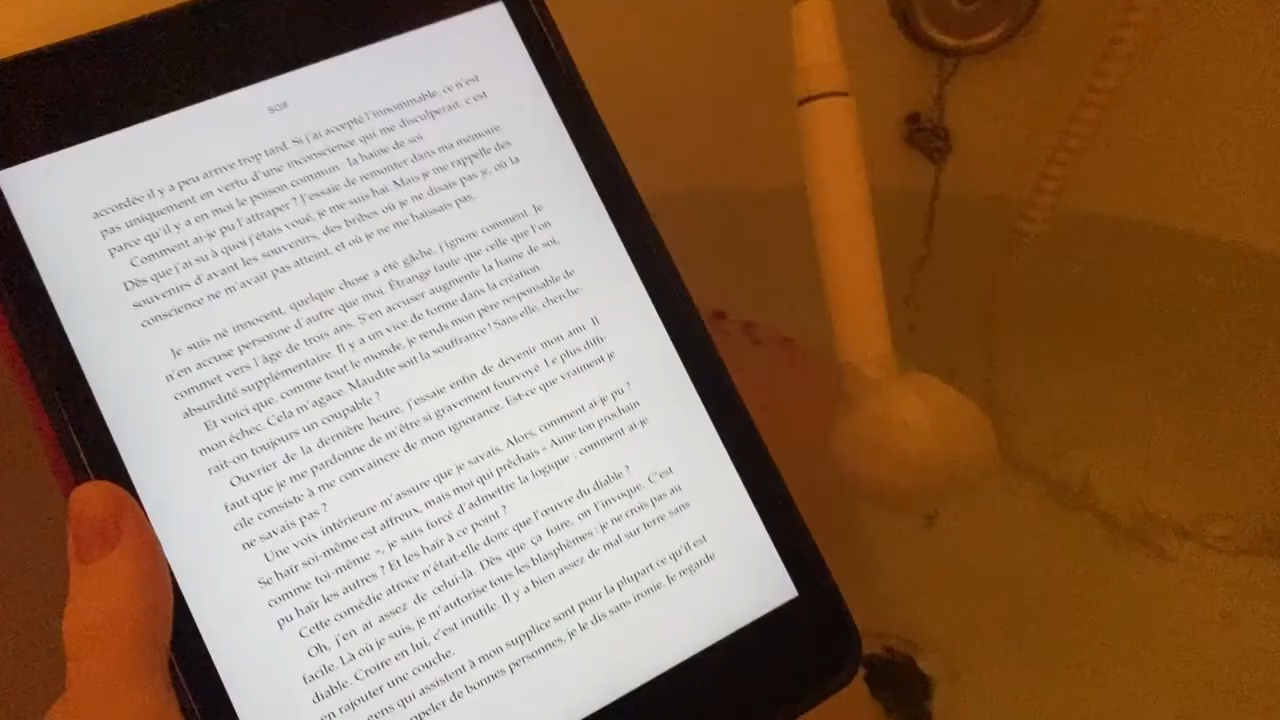 SOIF
accordée il y a peu arrive trop tard. Si j'ai accepté l'innommable, ce n'est
pas uniquement en vertu d'une inconscience qui me disculperait, c'est
parce qu'il y a en moi le poison commun : la haine de soi.
Comment ai-je pu l'attraper ? J'essaie de remonter dans ma mémoire.
Dès que j'ai su à quoi j'étais voué, je me suis haï. Mais je me rappelle des
souvenirs d'avant les souvenirs, des bribes où je ne disais pas je, où la
conscience ne m'avait pas atteint, et où je ne me haïssais pas.
Je suis né innocent, quelque chose a été gâché, j'ignore comment. Je
n'en accuse personne d'autre que moi. Étrange faute que celle que l'on
commet vers l'âge de trois ans. S'en accuser augmente la haine de soi,
absurdité supplémentaire. Il y a un vice de forme dans la création.
Et voici que, comme tout le monde, je rends mon père responsable de
mon échec. Cela m'agace. Maudite soit la souffrance ! Sans elle, cherche-
rait-on toujours un coupable ?
Ouvrier de la dernière heure, j'essaie enfin de devenir mon ami. Il
faut que je me pardonne de m'être si gravement fourvoyé. Le plus diffi-
cile consiste à me convaincre de mon ignorance. Est-ce que vraiment je
ne savais pas ?
Une voix intérieure m'assure que je savais. Alors, comment ai-je pu ?
Se haïr soi-même est affreux, mais moi qui prêchais « Aime ton prochain
comme toi-même », je suis forcé d'admettre la logique : comment ai-je
pu haïr les autres ? Et les haïr à ce point ?
Cette comédie atroce n'était-elle donc que l'œuvre du diable ?
Oh, j'en ai assez de celui-là. Dès que ça foire, on l'invoque. C'est
facile. Là où je suis, je m'autorise tous les blasphèmes : je ne crois pas au
diable. Croire en lui, c'est inutile. Il y a bien assez de mal sur terre sans
en rajouter une couche.
gens qui assistent à mon supplice sont pour la plupart ce qu'il est
appeler de bonnes personnes, je le dis sans ironie. Je regarde